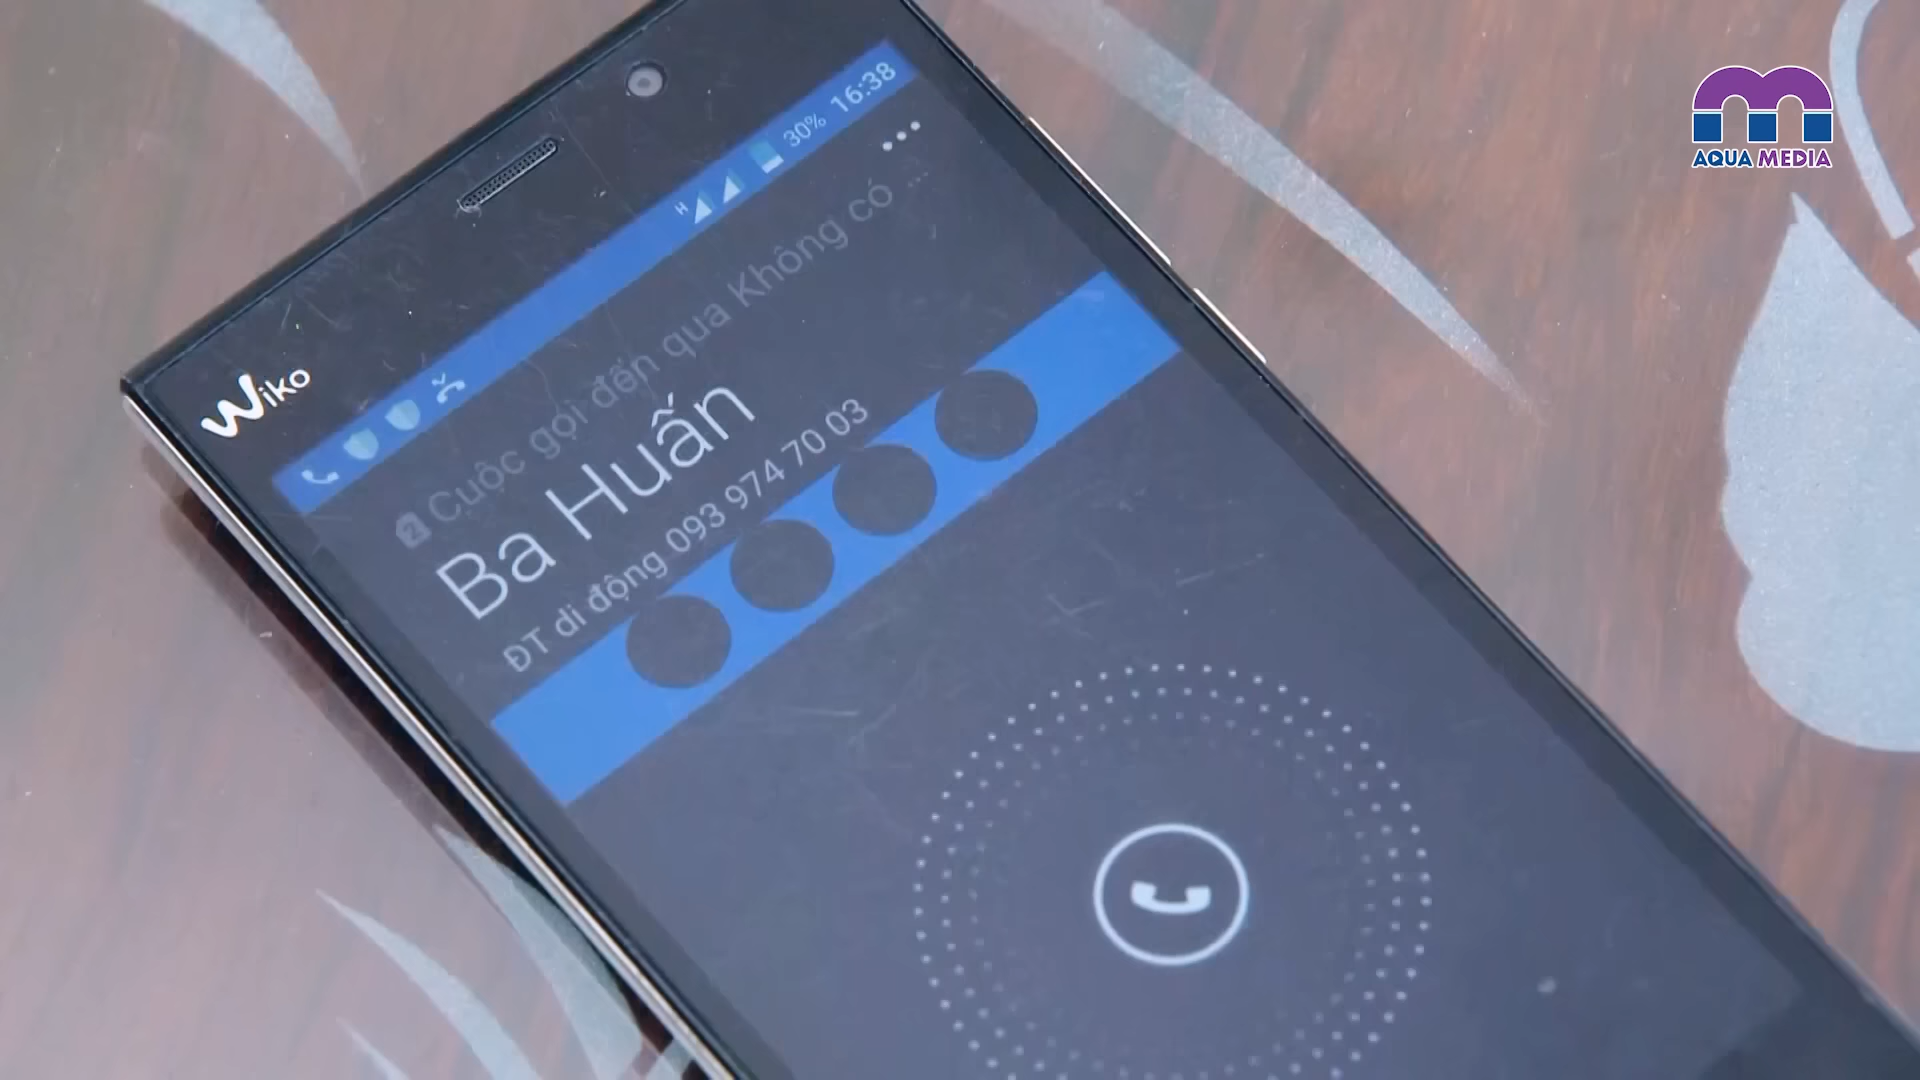 AQUA MEDIA
wiko
H 30% 16:38
2 Cuộc gọi đến qua Không có ...
Ba Huấn
ĐT di động 093 974 70 03